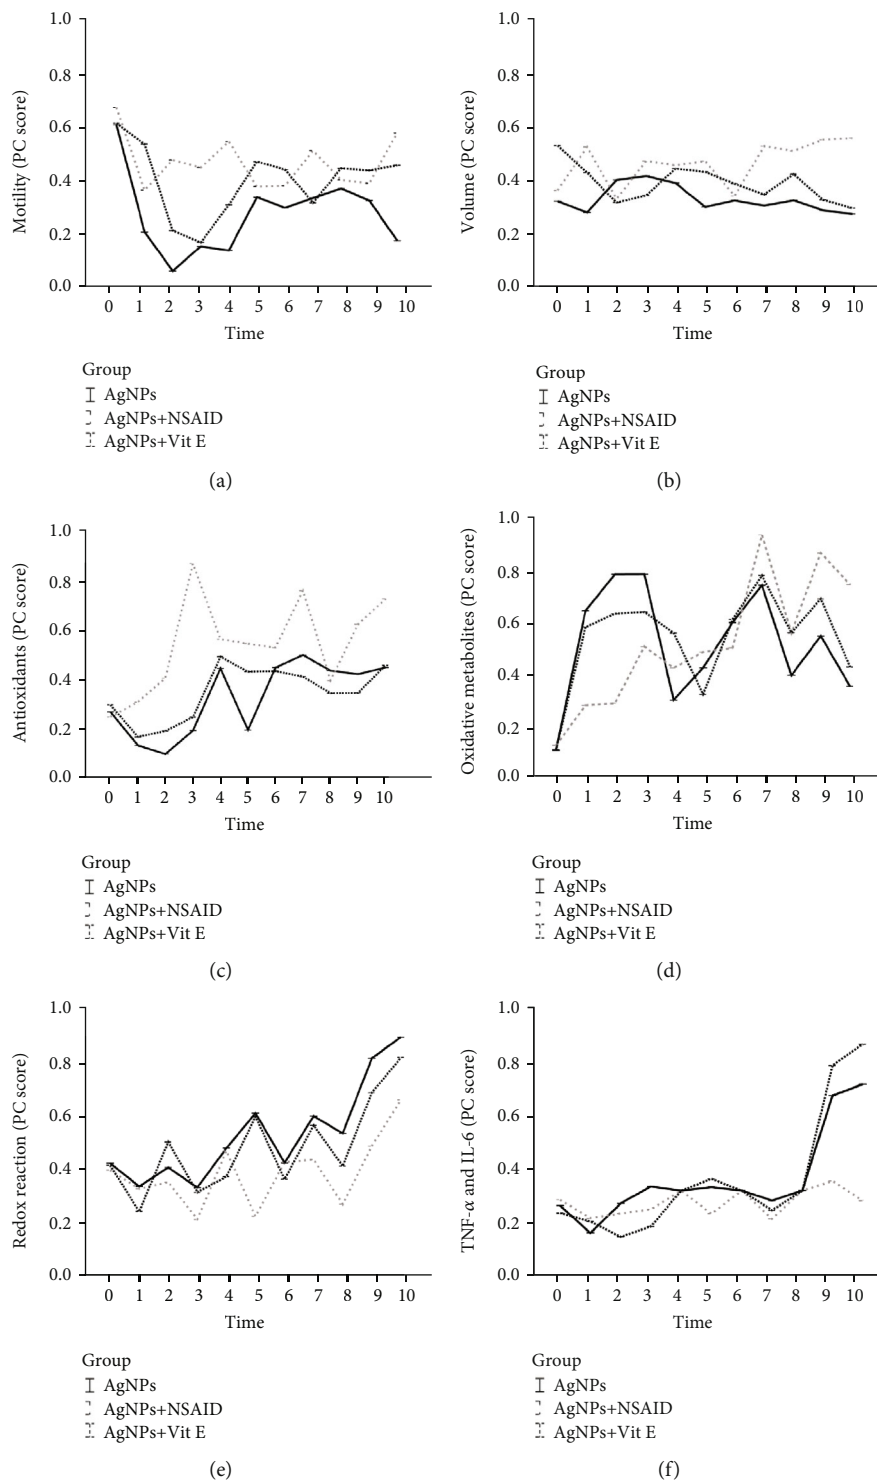 1.0
0.8
0.6
0.4
0.2
0.0
Motility (PC score)
0 1 2 3 4 5 6 7 8 9 10
Time
Group
AgNPs
AgNPs+NSAID
AgNPs+Vit E
(a)
1.0
0.8
0.6
0.4
0.2
0.0
Volume (PC score)
0 1 2 3 4 5 6 7 8 9 10
Time
Group
AgNPs
AgNPs+NSAID
AgNPs+Vit E
(b)
1.0
0.8
0.6
0.4
0.2
0.0
Antioxidants (PC score)
0 1 2 3 4 5 6 7 8 9 10
Time
Group
AgNPs
AgNPs+NSAID
AgNPs+Vit E
(c)
1.0
0.8
0.6
0.4
0.2
0.0
Oxidative metabolites (PC score)
0 1 2 3 4 5 6 7 8 9 10
Time
Group
AgNPs
AgNPs+NSAID
AgNPs+Vit E
(d)
1.0
0.8
0.6
0.4
0.2
0.0
Redox reaction (PC score)
0 1 2 3 4 5 6 7 8 9 10
Time
Group
AgNPs
AgNPs+NSAID
AgNPs+Vit E
(e)
1.0
0.8
0.6
0.4
0.2
0.0
TNF-α and IL-6 (PC score)
0 1 2 3 4 5 6 7 8 9 10
Time
Group
AgNPs
AgNPs+NSAID
AgNPs+Vit E
(f)